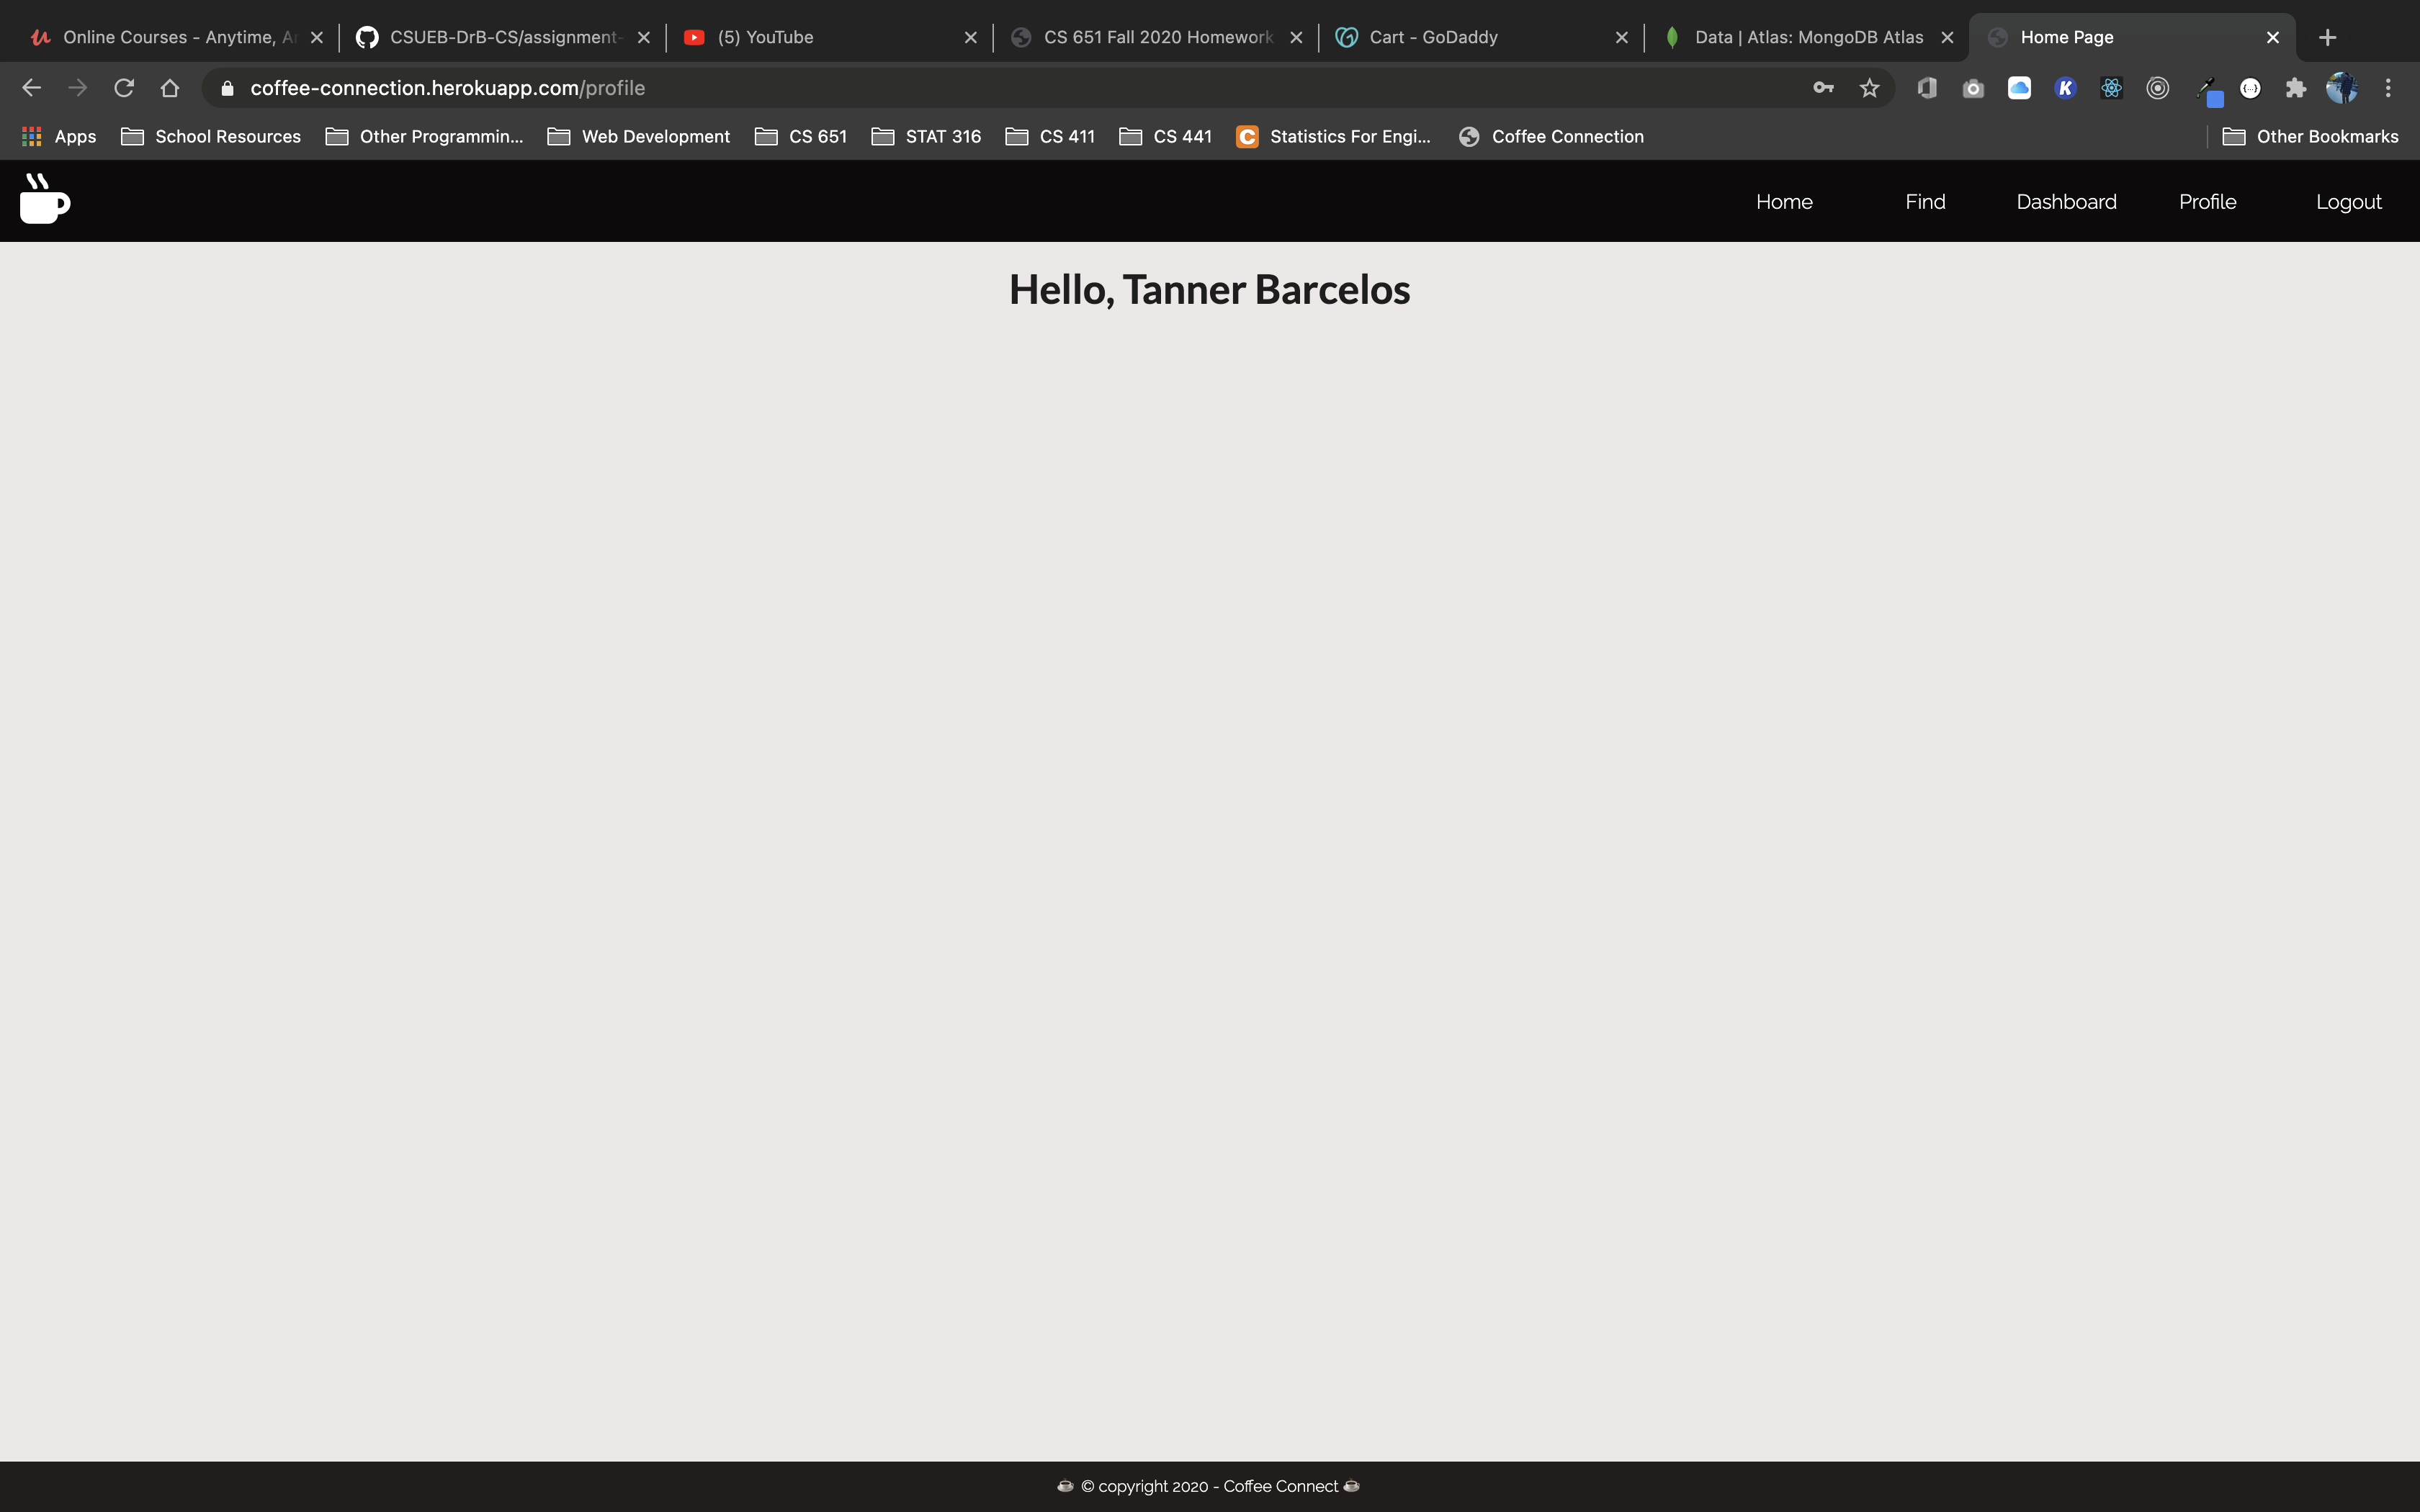 Online Courses - Anytime, A
CSUEB-DrB-CS/assignment-
(5) YouTube
CS 651 Fall 2020 Homework
Cart - GoDaddy
Data | Atlas: MongoDB Atlas
Home Page
coffee-connection.herokuapp.com/profile
Apps
School Resources
Other Programmin...
Web Development
CS 651
STAT 316
CS 411
CS 441
Statistics For Engi...
Coffee Connection
Other Bookmarks
Home
Find
Dashboard
Profile
Logout
Hello, Tanner Barcelos
☕ © copyright 2020 - Coffee Connect ☕